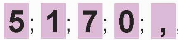 5; 1; 7; 0; ,